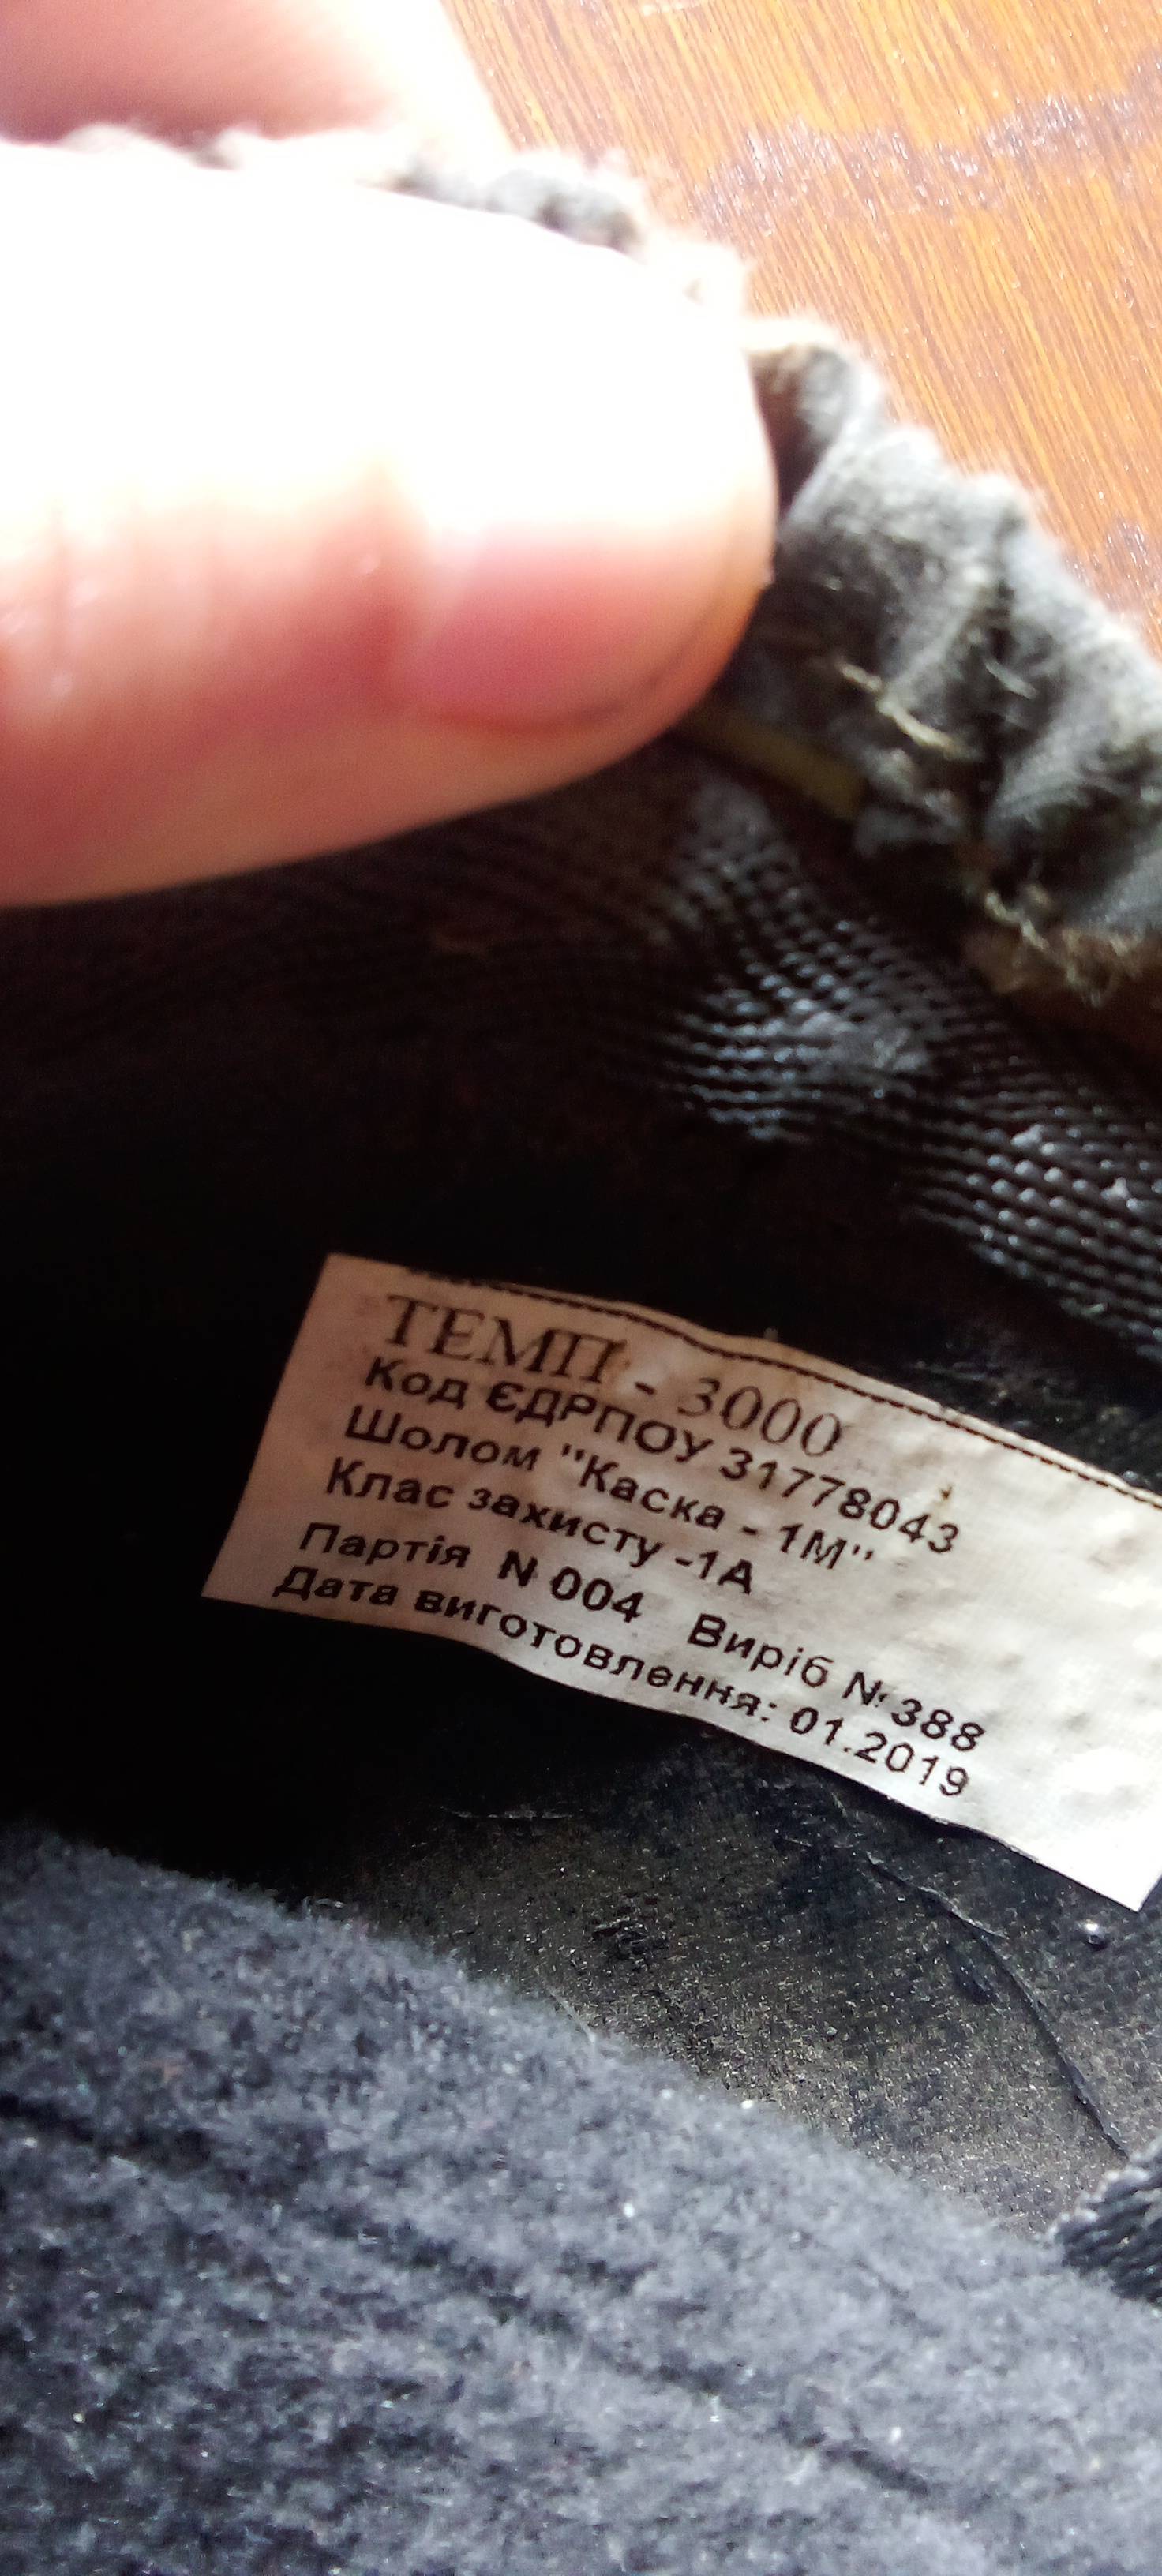 ТЕМП - 3000
Код ЄДРПОУ 31778043
Шолом "Каска - 1М"
Клас захисту -1А
Партія N 004 Виріб N 388
Дата виготовлення: 01.2019